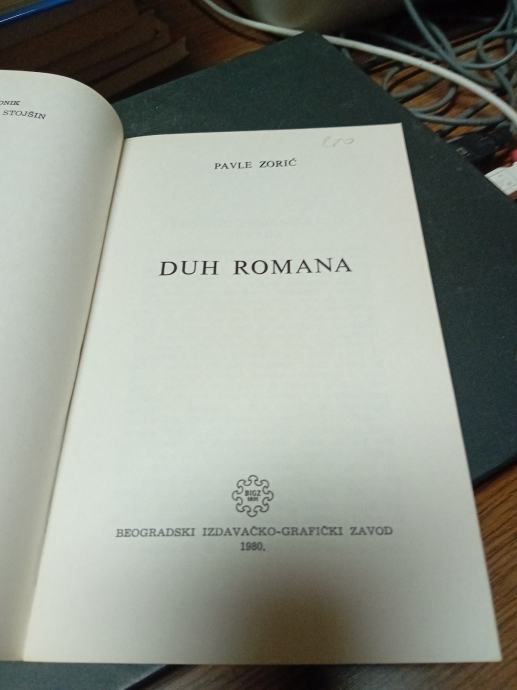 ONIK
STOJŠIN
PAVLE ZORIĆ
DUH ROMANA
BIGZ
BEOGRADSKI IZDAVAČKO-GRAFIČKI ZAVOD
1980.